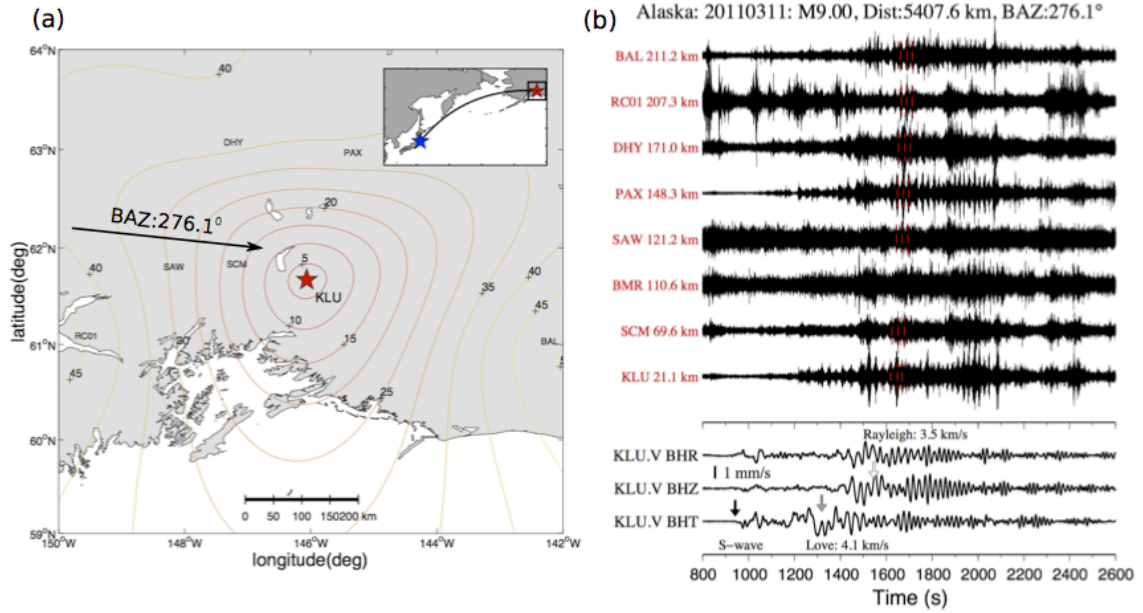 (a)
64°N
63°N
62°N
61°N
60°N
59°N
latitude(deg)
150°W
148°W
146°W
144°W
142°W
longitude(deg)
40
DHY
PAX
20
BAZ:276.1⁰
SAW
SCM
5
KLU
40
40
35
45
10
15
RC01
30
BAL
45
25
0 50 100 150 200 km
(b)
Alaska: 20110311: M9.00, Dist:5407.6 km, BAZ:276.1°
BAL 211.2 km
RC01 207.3 km
DHY 171.0 km
PAX 148.3 km
SAW 121.2 km
BMR 110.6 km
SCM 69.6 km
KLU 21.1 km
Rayleigh: 3.5 km/s
KLU.V BHR
1 mm/s
KLU.V BHZ
KLU.V BHT
S−wave
Love: 4.1 km/s
800 1000 1200 1400 1600 1800 2000 2200 2400 2600
Time (s)